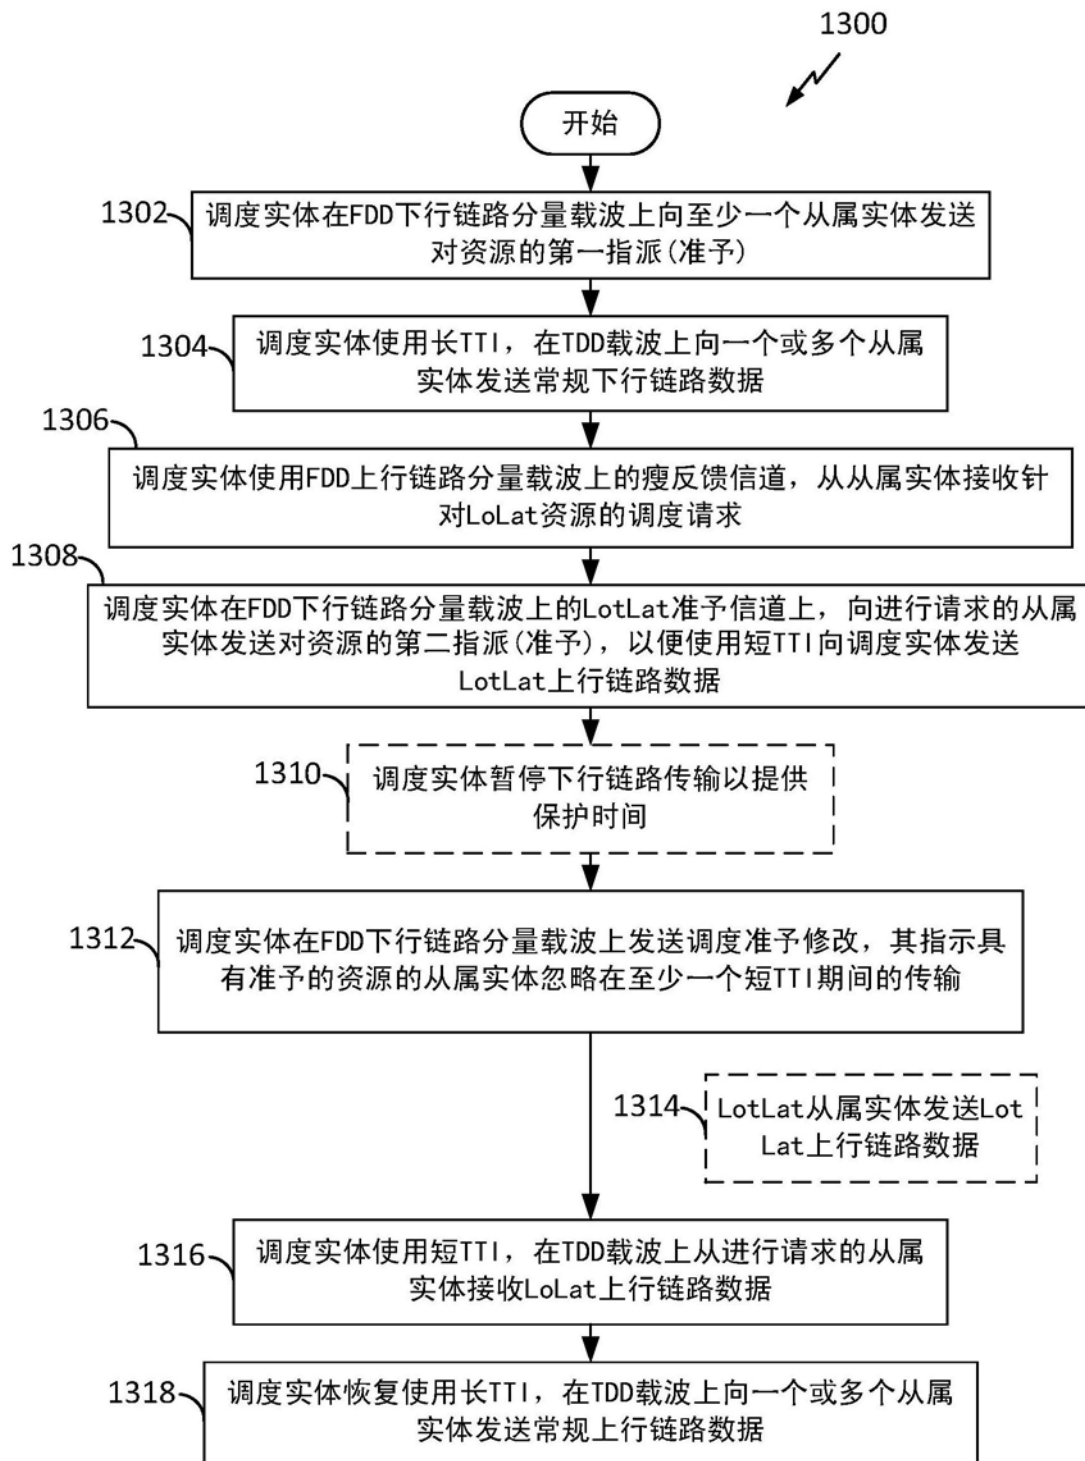 1300
开始
1302
调度实体在FDD下行链路分量载波上向至少一个从属实体发送
对资源的第一指派(准予)
1304
调度实体使用长TTI，在TDD载波上向一个或多个从属
实体发送常规下行链路数据
1306
调度实体使用FDD上行链路分量载波上的瘦反馈信道，从从属实体接收针
对LoLat资源的调度请求
1308
调度实体在FDD下行链路分量载波上的LotLat准予信道上，向进行请求的从属
实体发送对资源的第二指派(准予)，以便使用短TTI向调度实体发送
LotLat上行链路数据
1310
调度实体暂停下行链路传输以提供
保护时间
1312
调度实体在FDD下行链路分量载波上发送调度准予修改，其指示具
有准予的资源的从属实体忽略在至少一个短TTI期间的传输
1314
LotLat从属实体发送Lot
Lat上行链路数据
1316
调度实体使用短TTI，在TDD载波上从进行请求的从属
实体接收LoLat上行链路数据
1318
调度实体恢复使用长TTI，在TDD载波上向一个或多个从属
实体发送常规上行链路数据